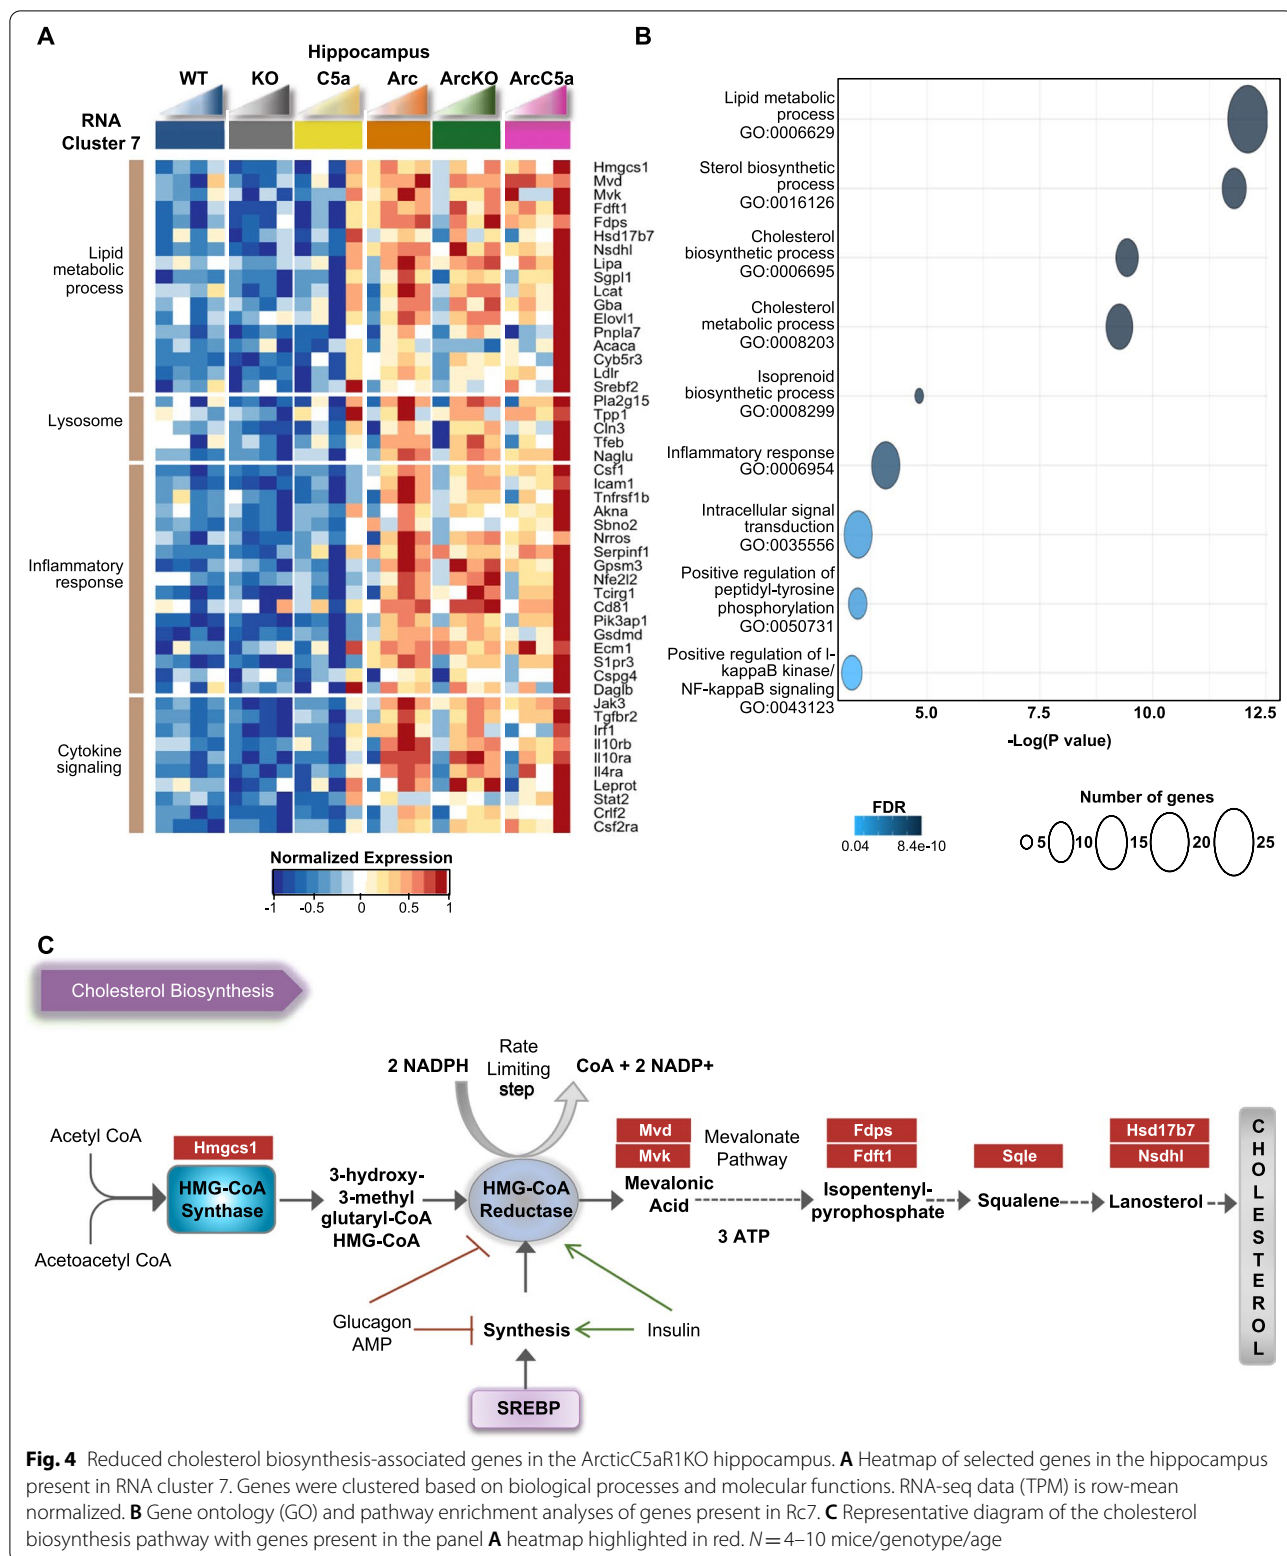 A
Hippocampus
WT KO C5a Arc ArcKO ArcC5a
RNA
Cluster 7
Lipid
metabolic
process
Lysosome
Inflammatory
response
Cytokine
signaling
Hmgcs1
Mvd
Mvk
Fdft1
Fdps
Hsd17b7
Nsdhl
Lipa
Sgpl1
Lcat
Gba
Elovl1
Pnpla7
Acaca
Cyb5r3
Ldlr
Srebf2
Pla2g15
Tpp1
Cln3
Tfeb
Naglu
Csf1
Icam1
Tnfrsf1b
Akna
Sbno2
Nrros
Serpinf1
Gpsm3
Nfe2l2
Tcirg1
Cd81
Pik3ap1
Gsdmd
Ecm1
S1pr3
Cspg4
Daglb
Jak3
Tgfbr2
Irf1
Il10rb
Il10ra
Il4ra
Leprot
Stat2
Crlf2
Csf2ra
Normalized Expression
-1 -0.5 0 0.5 1
B
Lipid metabolic
process
GO:0006629
Sterol biosynthetic
process
GO:0016126
Cholesterol
biosynthetic process
GO:0006695
Cholesterol
metabolic process
GO:0008203
Isoprenoid
biosynthetic process
GO:0008299
Inflammatory response
GO:0006954
Intracellular signal
transduction
GO:0035556
Positive regulation of
peptidyl-tyrosine
phosphorylation
GO:0050731
Positive regulation of I-
kappaB kinase/
NF-kappaB signaling
GO:0043123
5.0 7.5 10.0 12.5
-Log(P value)
FDR
0.04 8.4e-10
Number of genes
5 10 15 20 25
C
Cholesterol Biosynthesis
2 NADPH
Rate
Limiting
step
CoA + 2 NADP+
Acetyl CoA
Acetoacetyl CoA
Hmgcs1
HMG-CoA
Synthase
3-hydroxy-
3-methyl
glutaryl-CoA
HMG-CoA
HMG-CoA
Reductase
Mvd
Mvk
Mevalonic
Acid
Mevalonate
Pathway
3 ATP
Fdps
Fdft1
Isopentenyl-
pyrophosphate
Sqle
Squalene
Hsd17b7
Nsdhl
Lanosterol
CHOLESTEROL
Glucagon
AMP
Synthesis
Insulin
SREBP
Fig. 4 Reduced cholesterol biosynthesis-associated genes in the ArcticC5aR1KO hippocampus. A Heatmap of selected genes in the hippocampus
present in RNA cluster 7. Genes were clustered based on biological processes and molecular functions. RNA-seq data (TPM) is row-mean
normalized. B Gene ontology (GO) and pathway enrichment analyses of genes present in Rc7. C Representative diagram of the cholesterol
biosynthesis pathway with genes present in the panel A heatmap highlighted in red. N = 4–10 mice/genotype/age